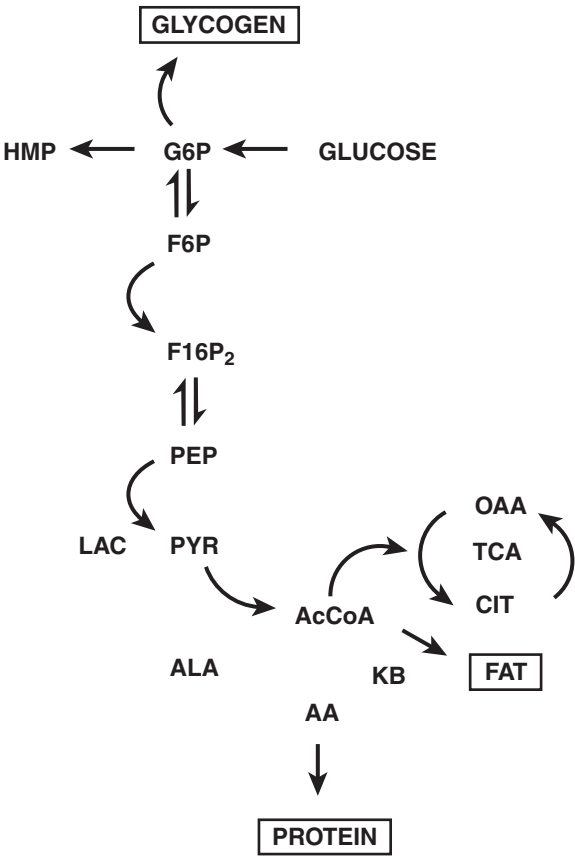 GLYCOGEN
HMP G6P GLUCOSE
F6P
F16P₂
PEP
OAA
LAC PYR TCA
CIT
AcCoA
ALA KB FAT
AA
PROTEIN